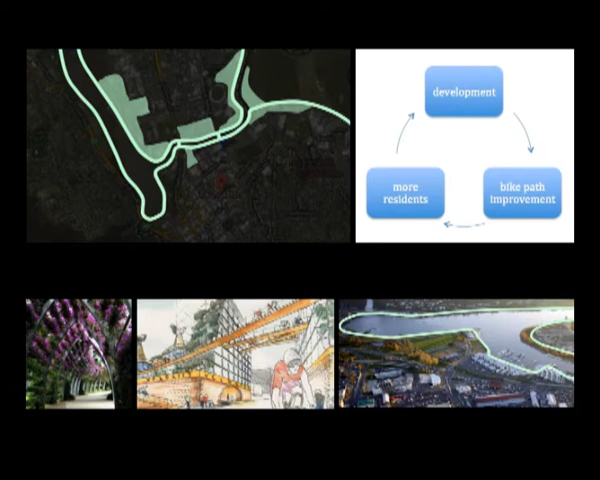 development
more
residents
bike path
improvement